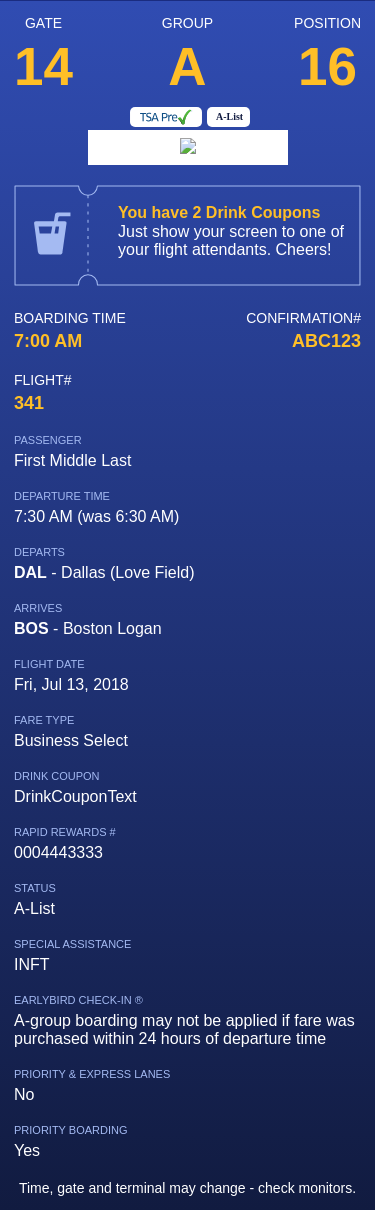 GATE GROUP POSITION
14 A 16
TSA Pre✓ A-List
You have 2 Drink Coupons
Just show your screen to one of
your flight attendants. Cheers!
BOARDING TIME CONFIRMATION#
7:00 AM ABC123
FLIGHT#
341
PASSENGER
First Middle Last
DEPARTURE TIME
7:30 AM (was 6:30 AM)
DEPARTS
DAL - Dallas (Love Field)
ARRIVES
BOS - Boston Logan
FLIGHT DATE
Fri, Jul 13, 2018
FARE TYPE
Business Select
DRINK COUPON
DrinkCouponText
RAPID REWARDS #
0004443333
STATUS
A-List
SPECIAL ASSISTANCE
INFT
EARLYBIRD CHECK-IN ®
A-group boarding may not be applied if fare was
purchased within 24 hours of departure time
PRIORITY & EXPRESS LANES
No
PRIORITY BOARDING
Yes
Time, gate and terminal may change - check monitors.